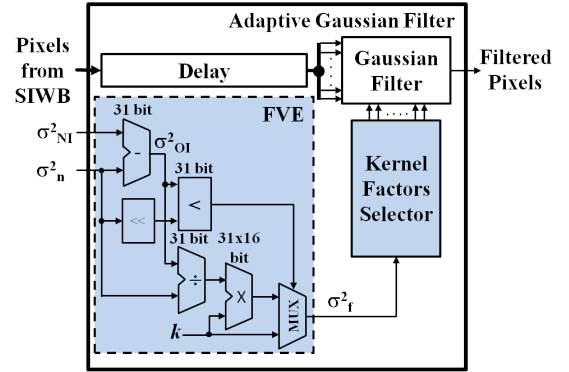 Adaptive Gaussian Filter
Pixels
from
SIWB
Delay
Gaussian
Filter
Filtered
Pixels
FVE
31 bit
σ²NI
σ²n
-
σ²OI
31 bit
<
<<
31 bit
÷
31x16
bit
X
k
MUX
σ²f
Kernel
Factors
Selector